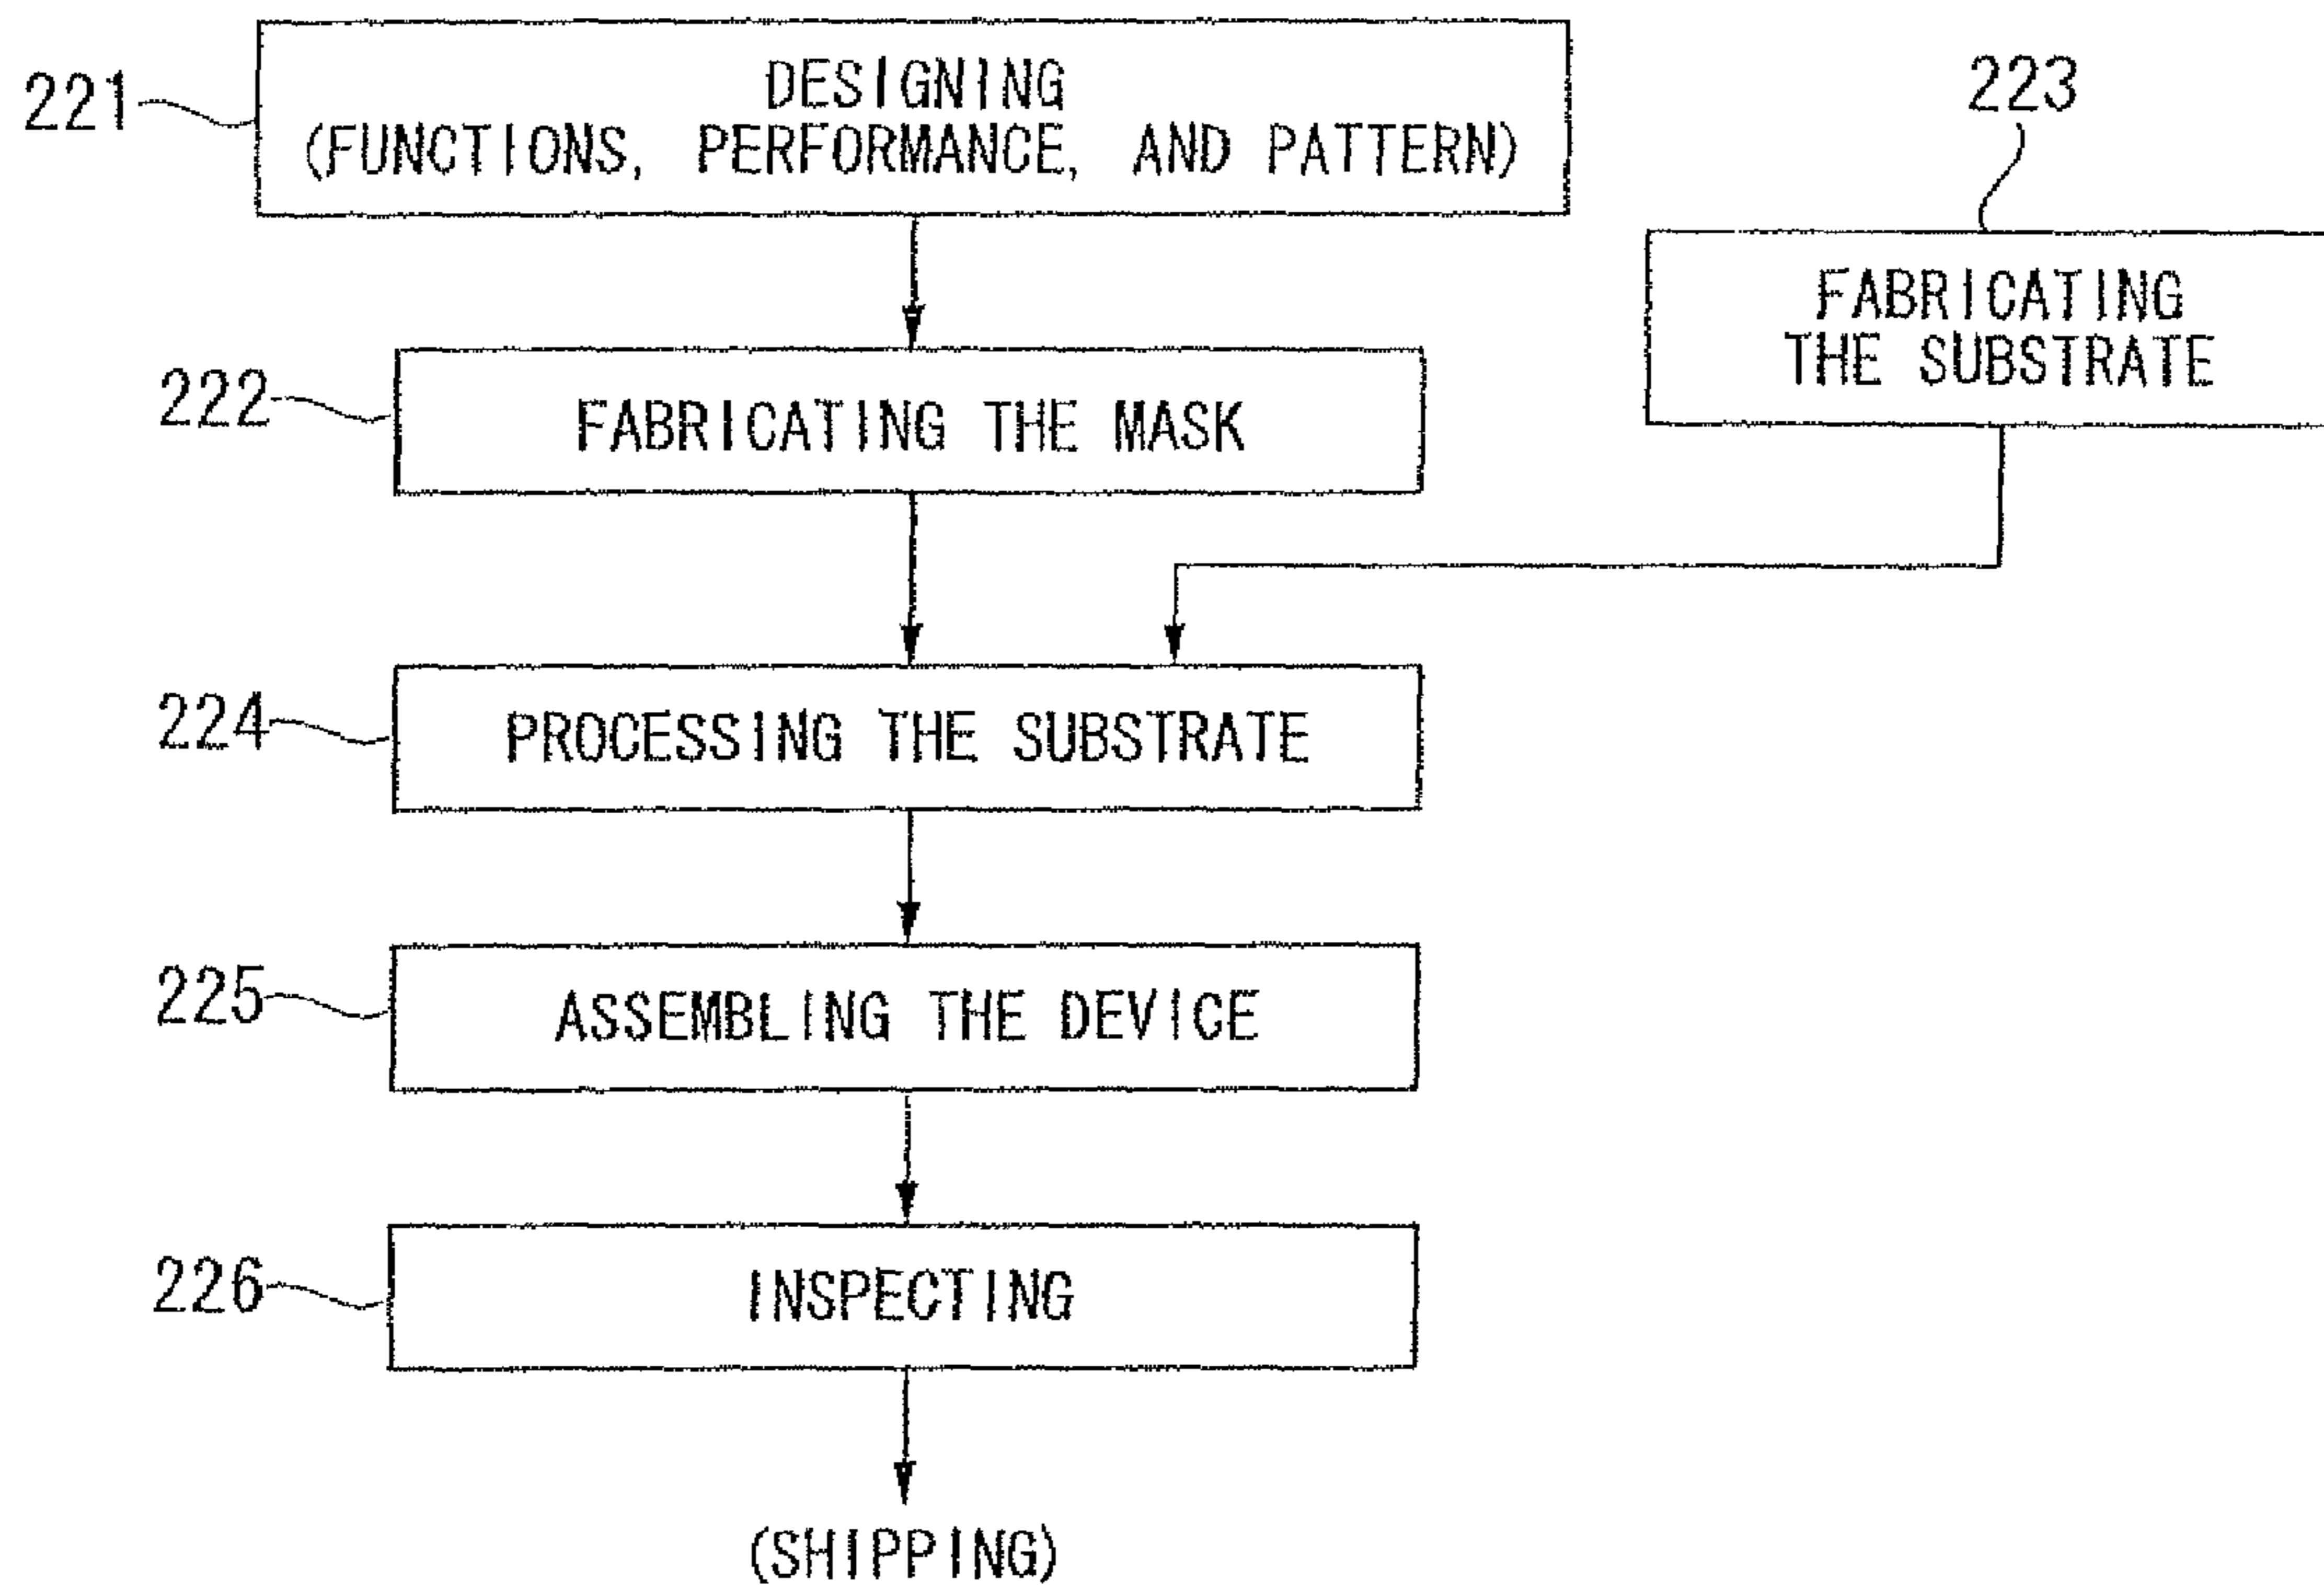 221
DESIGNING
(FUNCTIONS, PERFORMANCE, AND PATTERN)
223
FABRICATING
THE SUBSTRATE
222
FABRICATING THE MASK
224
PROCESSING THE SUBSTRATE
225
ASSEMBLING THE DEVICE
226
INSPECTING
(SHIPPING)